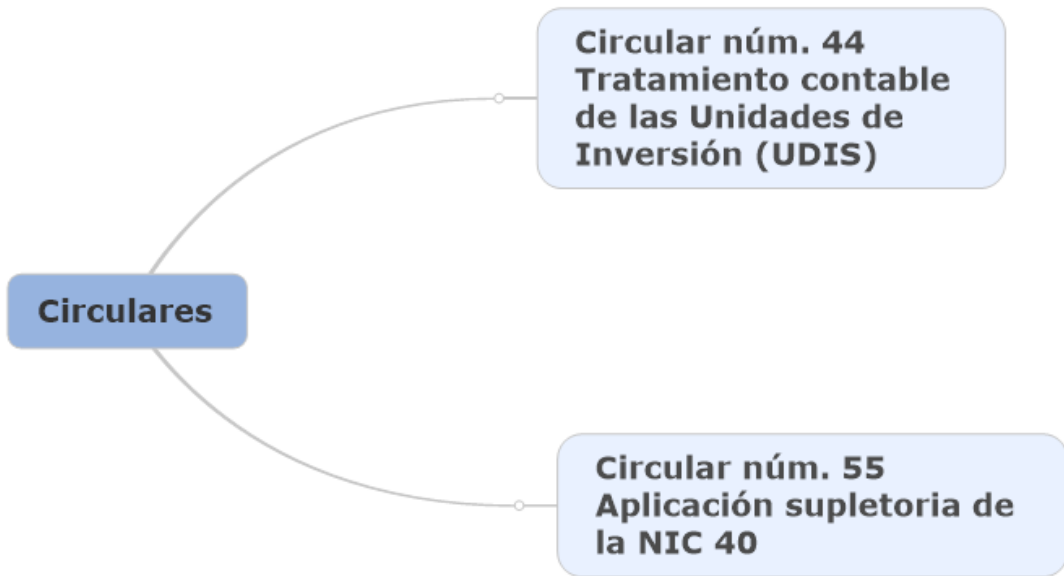 Circular núm. 44
Tratamiento contable
de las Unidades de
Inversión (UDIS)
Circulares
Circular núm. 55
Aplicación supletoria de
la NIC 40